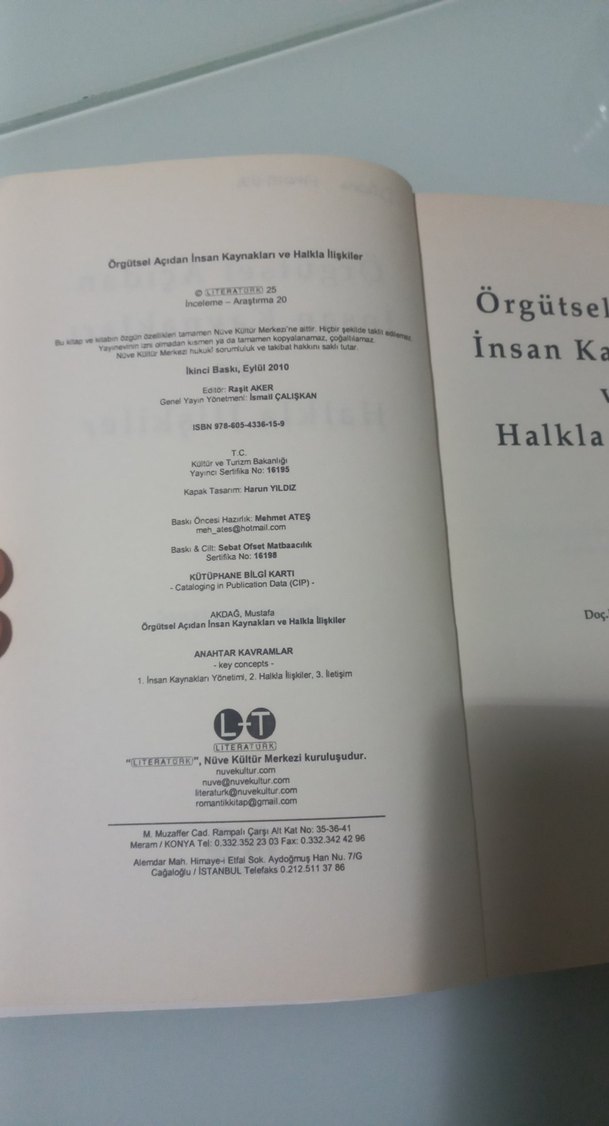 Örgütsel Açıdan İnsan Kaynakları ve Halkla İlişkiler
© LITERATÜRK 25
İnceleme – Araştırma 20
Bu kitap ve kitabın özgün özellikleri tamamen Nüve Kültür Merkezi'ne aittir. Hiçbir şekilde taklit edilemez.
Yayınevinin izni olmadan kısmen ya da tamamen kopyalanamaz, çoğaltılamaz.
Nüve Kültür Merkezi hukukî sorumluluk ve takibat hakkını saklı tutar.
İkinci Baskı, Eylül 2010
Editör: Raşit AKER
Genel Yayın Yönetmeni: İsmail ÇALIŞKAN
ISBN 978-605-4336-15-9
T.C.
Kültür ve Turizm Bakanlığı
Yayıncı Sertifika No: 16195
Kapak Tasarım: Harun YILDIZ
Baskı Öncesi Hazırlık: Mehmet ATEŞ
meh_ates@hotmail.com
Baskı & Cilt: Sebat Ofset Matbaacılık
Sertifika No: 16198
KÜTÜPHANE BİLGİ KARTI
- Cataloging in Publication Data (CIP) -
AKDAĞ, Mustafa
Örgütsel Açıdan İnsan Kaynakları ve Halkla İlişkiler
ANAHTAR KAVRAMLAR
- key concepts -
1. İnsan Kaynakları Yönetimi, 2. Halkla İlişkiler, 3. İletişim
L-T
LITERATÜRK
"LITERATÜRK", Nüve Kültür Merkezi kuruluşudur.
nuvekultur.com
nuve@nuvekultur.com
literaturk@nuvekultur.com
romantikkitap@gmail.com
M. Muzaffer Cad. Rampalı Çarşı Alt Kat No: 35-36-41
Meram / KONYA Tel: 0.332.352 23 03 Fax: 0.332.342 42 96
Alemdar Mah. Himaye-i Etfal Sok. Aydoğmuş Han Nu. 7/G
Cağaloğlu / İSTANBUL Telefaks 0.212.511 37 86
Örgütsel
İnsan Ka
v
Halkla
Doç.